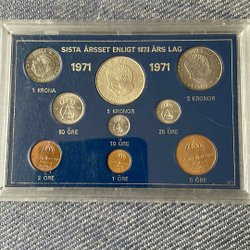 SISTA ÅRSSET ENLIGT 1873 ÅRS LAG
1971 1971
1 KRONA 5 KRONOR 2 KRONOR
50 ÖRE 10 ÖRE 25 ÖRE
2 ÖRE 1 ÖRE 5 ÖRE